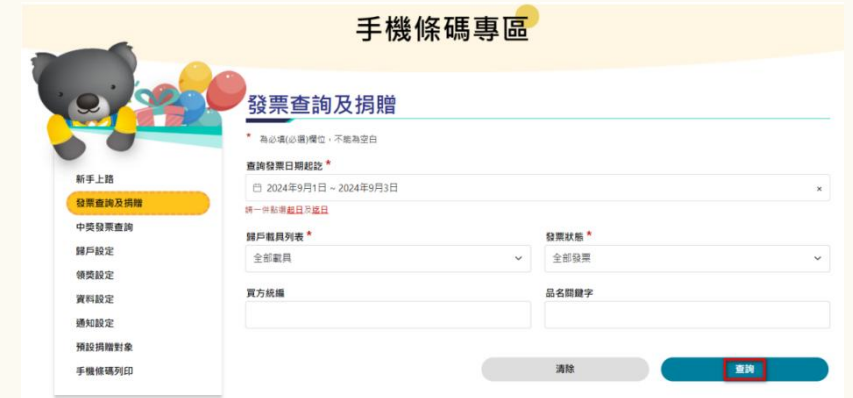 手機條碼專區
發票查詢及捐贈
* 為必填(必選)欄位，不能為空白
查詢發票日期起訖 *
2024年9月1日 ~ 2024年9月3日 ×
請一併點選起日及迄日
歸戶載具列表 *
發票狀態 *
全部載具
全部發票
買方統編
品名關鍵字
清除
查詢
新手上路
發票查詢及捐贈
中獎發票查詢
歸戶設定
領獎設定
資料設定
通知設定
預設捐贈對象
手機條碼列印